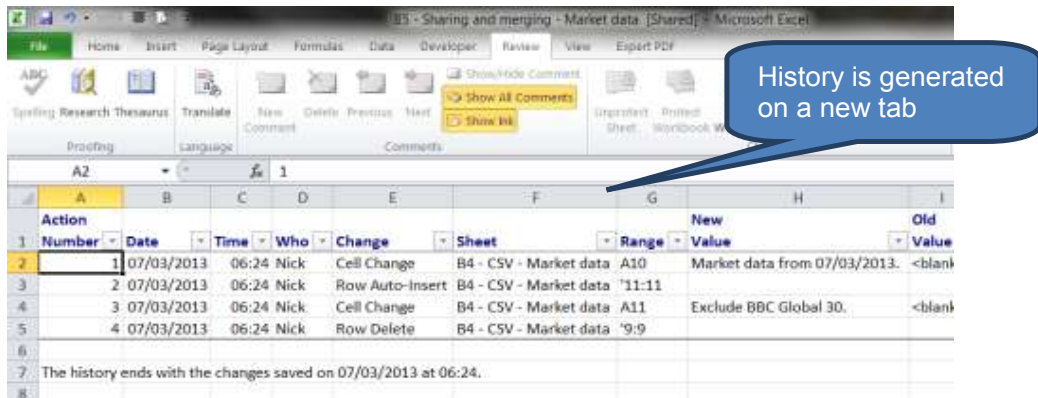 B5 - Sharing and merging - Market data [Shared] - Microsoft Excel
File Home Insert Page Layout Formulas Data Developer Review View Expert PDF
History is generated
on a new tab
Spelling Research Thesaurus Translate New Comment Delete Previous Next
Show/Hide Comment
Show All Comments
Show Ink
Unprotect Sheet Protect Workbook
Proofing Language Comments
A2 fx 1
A B C D E F G H I
1 Action Number Date Time Who Change Sheet Range New Value Old Value
2 1 07/03/2013 06:24 Nick Cell Change B4 - CSV - Market data A10 Market data from 07/03/2013. <blank
3 2 07/03/2013 06:24 Nick Row Auto-Insert B4 - CSV - Market data '11:11
4 3 07/03/2013 06:24 Nick Cell Change B4 - CSV - Market data A11 Exclude BBC Global 30. <blank
5 4 07/03/2013 06:24 Nick Row Delete B4 - CSV - Market data '9:9
6
7 The history ends with the changes saved on 07/03/2013 at 06:24.
8